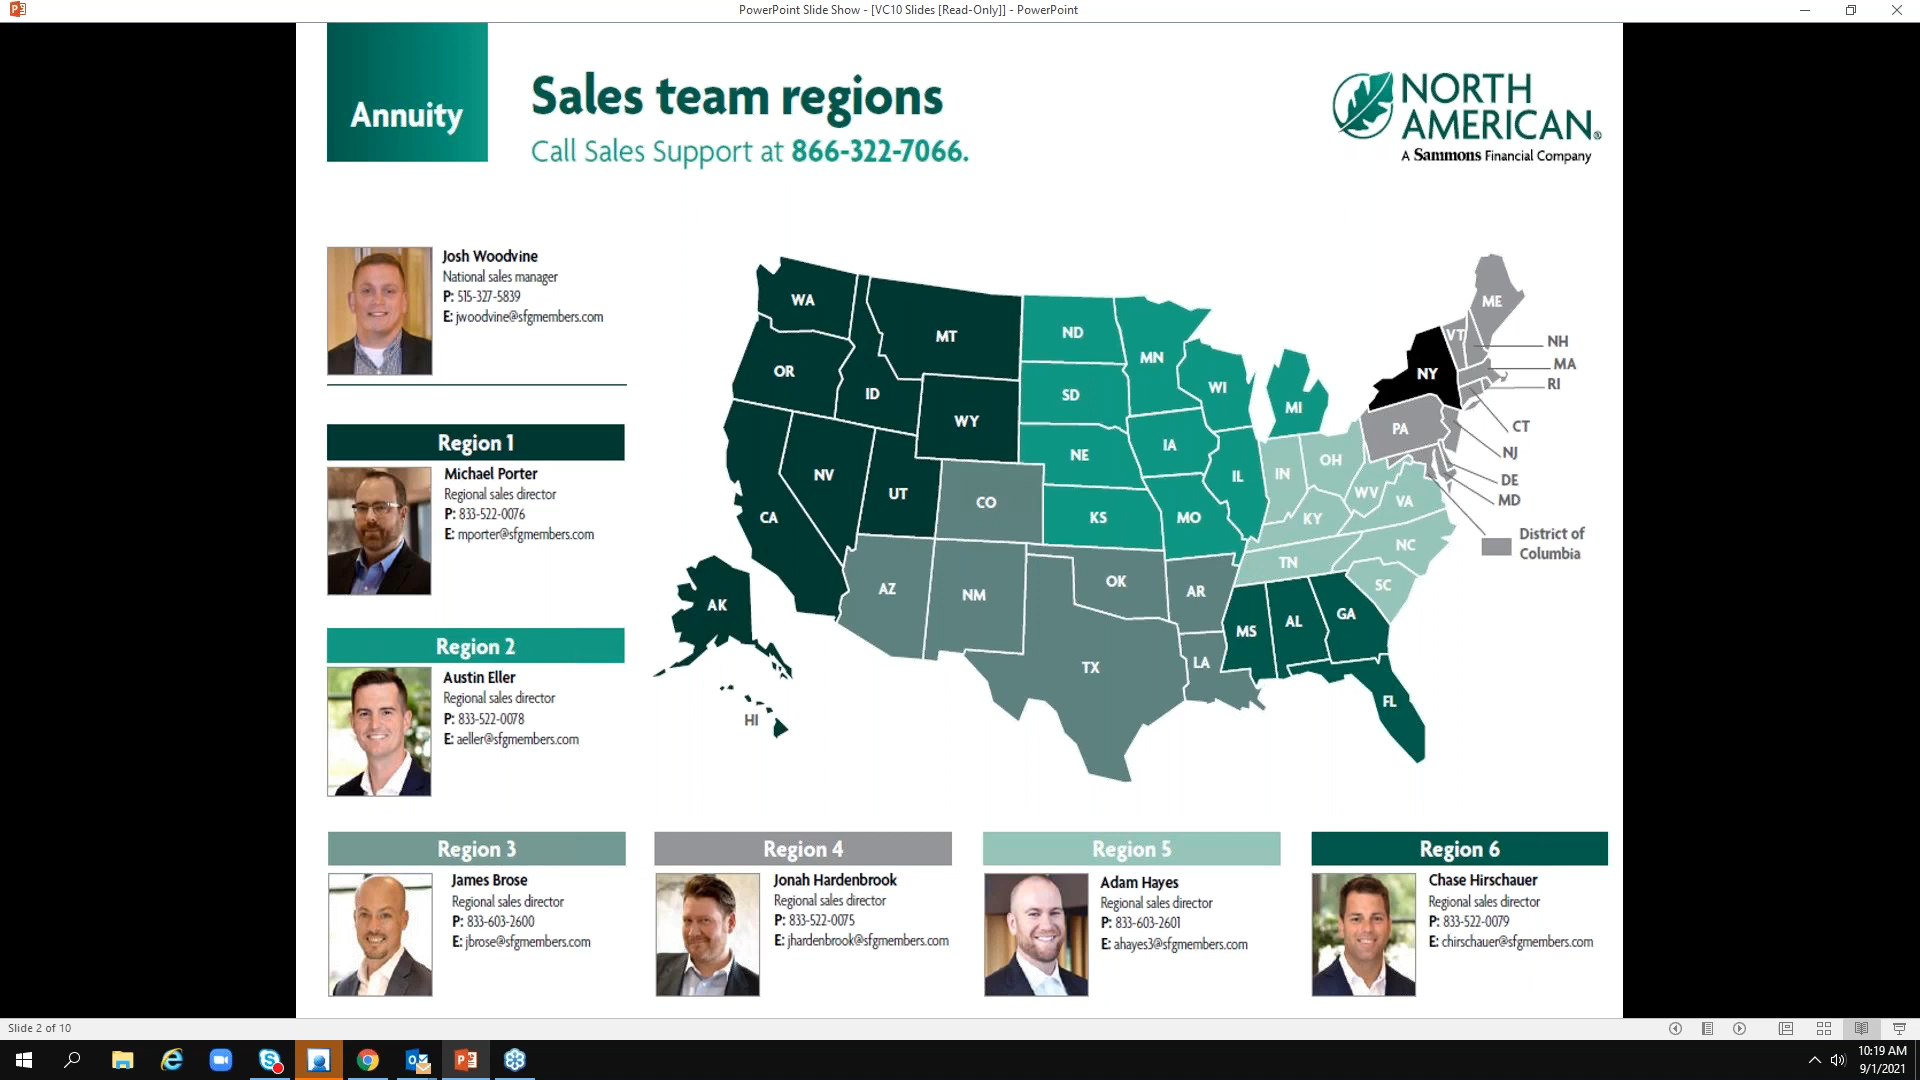 PowerPoint Slide Show - [VC10 Slides [Read-Only]] - PowerPoint
Annuity
Sales team regions
Call Sales Support at 866-322-7066.
NORTH
AMERICAN®
A Sammons Financial Company
Josh Woodvine
National sales manager
P: 515-327-5839
E: jwoodvine@sfgmembers.com
Region 1
Michael Porter
Regional sales director
P: 833-522-0076
E: mporter@sfgmembers.com
Region 2
Austin Eller
Regional sales director
P: 833-522-0078
E: aeller@sfgmembers.com
WA
MT
ND
MN
ME
VT
NH
MA
RI
OR
ID
WY
SD
WI
MI
NY
CT
PA
NJ
NV
UT
CO
NE
IA
IL
IN
OH
DE
MD
CA
KS
MO
KY
WV
VA
District of
Columbia
AZ
NM
OK
AR
TN
NC
SC
AK
TX
LA
MS
AL
GA
FL
HI
Region 3
James Brose
Regional sales director
P: 833-603-2600
E: jbrose@sfgmembers.com
Region 4
Jonah Hardenbrook
Regional sales director
P: 833-522-0075
E: jhardenbrook@sfgmembers.com
Region 5
Adam Hayes
Regional sales director
P: 833-603-2601
E: ahayes3@sfgmembers.com
Region 6
Chase Hirschauer
Regional sales director
P: 833-522-0079
E: chirschauer@sfgmembers.com
Slide 2 of 10
10:19 AM
9/1/2021